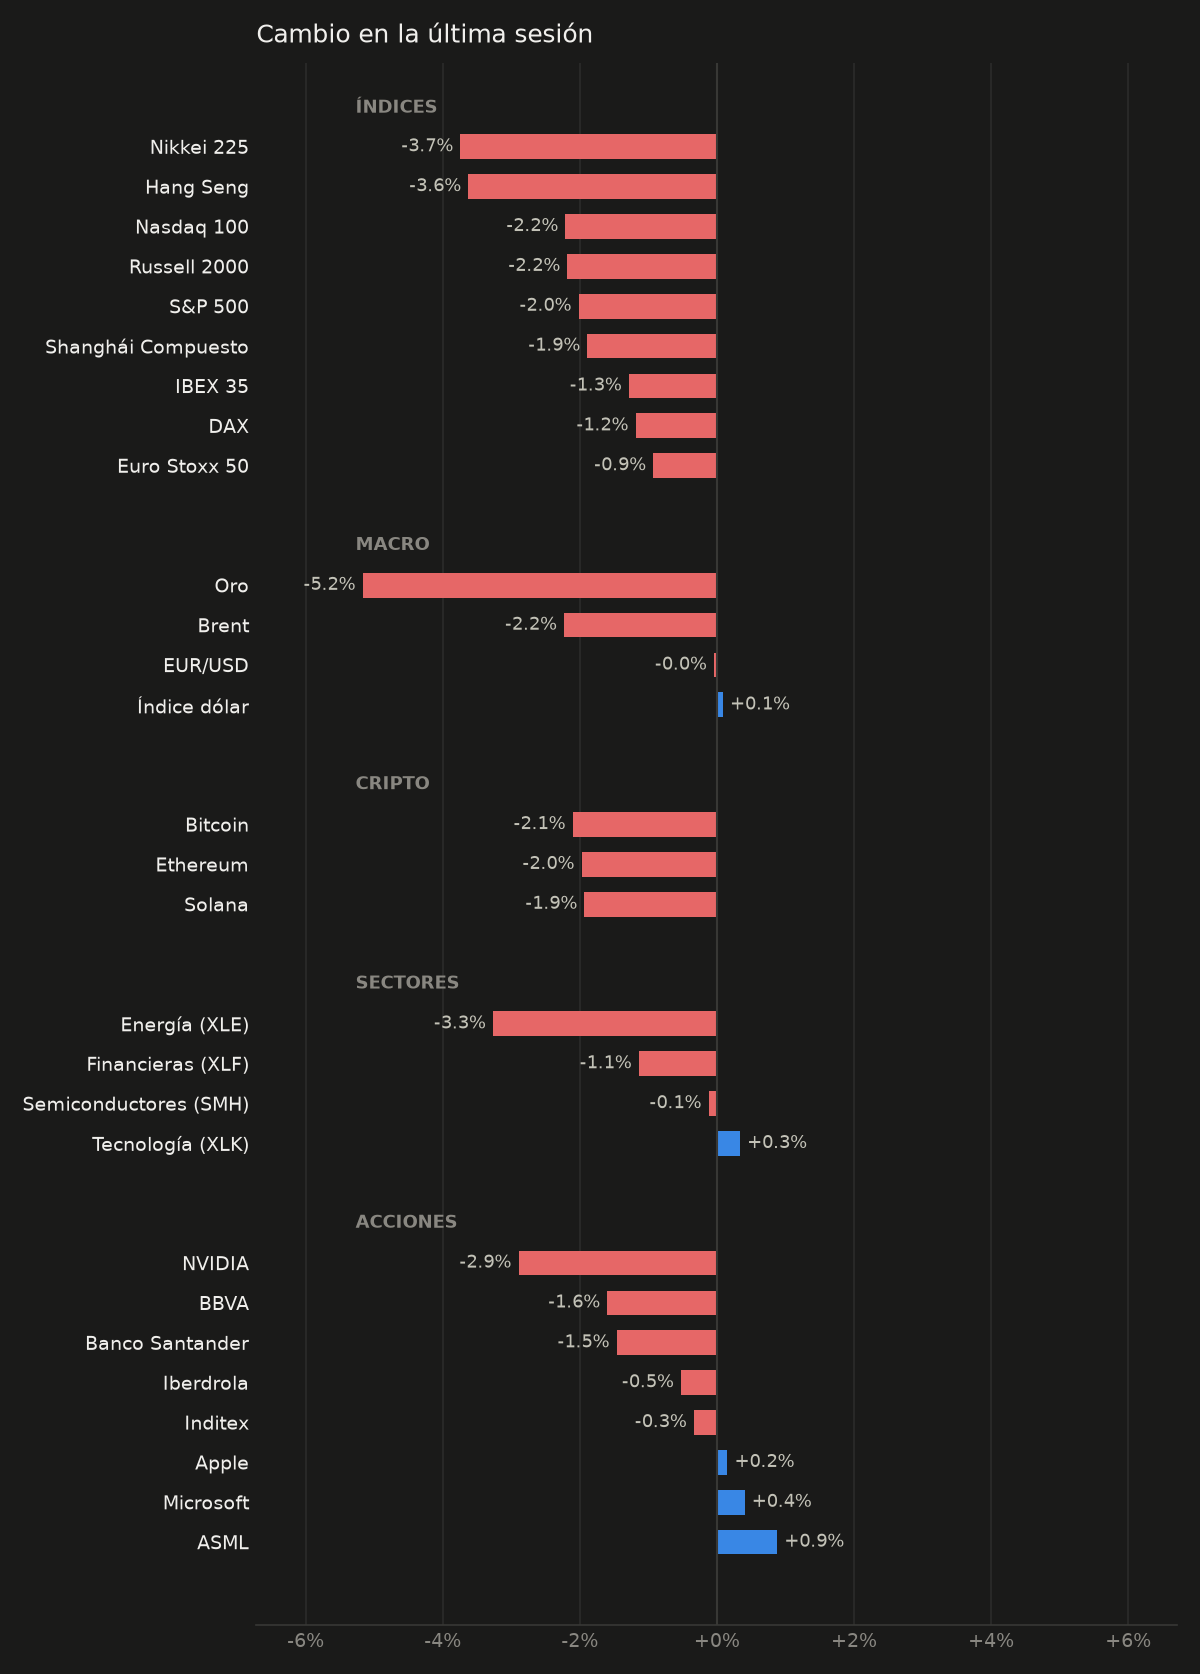 Cambio en la última sesión
ÍNDICES
Nikkei 225 -3.7%
Hang Seng -3.6%
Nasdaq 100 -2.2%
Russell 2000 -2.2%
S&P 500 -2.0%
Shanghái Compuesto -1.9%
IBEX 35 -1.3%
DAX -1.2%
Euro Stoxx 50 -0.9%
MACRO
Oro -5.2%
Brent -2.2%
EUR/USD -0.0%
Índice dólar +0.1%
CRIPTO
Bitcoin -2.1%
Ethereum -2.0%
Solana -1.9%
SECTORES
Energía (XLE) -3.3%
Financieras (XLF) -1.1%
Semiconductores (SMH) -0.1%
Tecnología (XLK) +0.3%
ACCIONES
NVIDIA -2.9%
BBVA -1.6%
Banco Santander -1.5%
Iberdrola -0.5%
Inditex -0.3%
Apple +0.2%
Microsoft +0.4%
ASML +0.9%
-6% -4% -2% +0% +2% +4% +6%